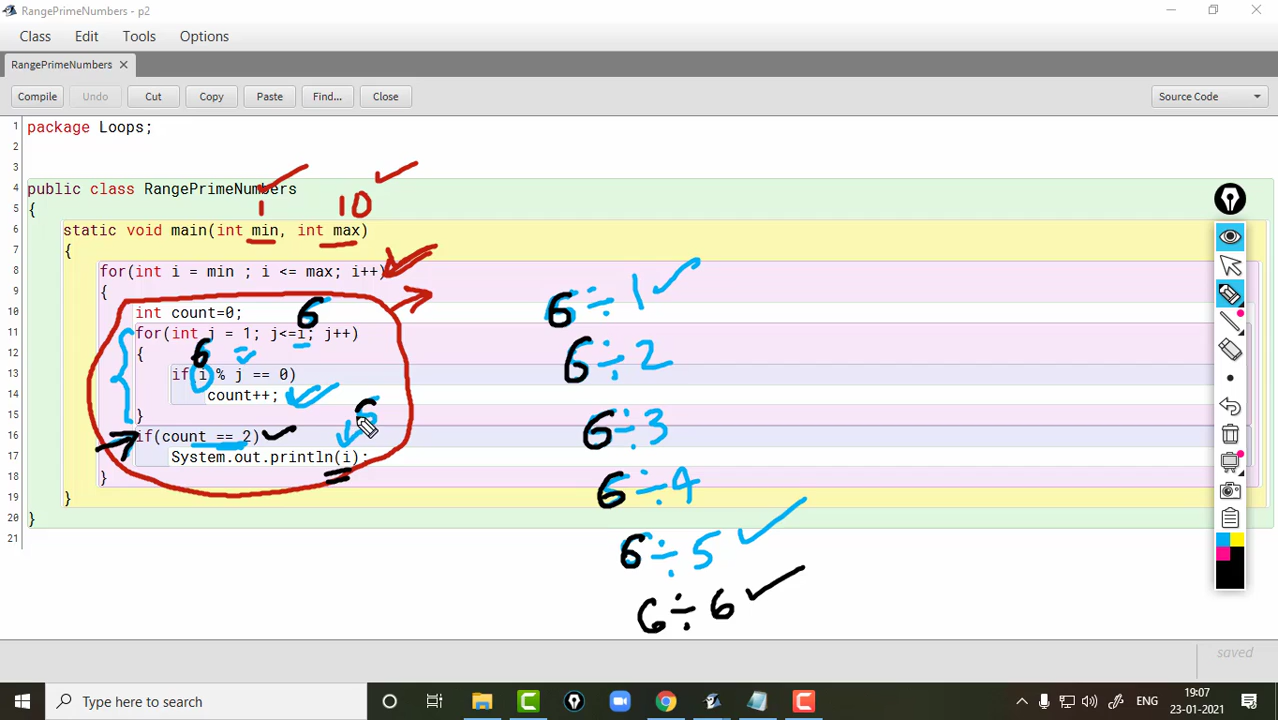 RangePrimeNumbers - p2
Class Edit Tools Options
RangePrimeNumbers ×
Compile Undo Cut Copy Paste Find... Close Source Code
1 package Loops;
2
3
4 public class RangePrimeNumbers
5 {
1 10
6 static void main(int min, int max)
7 {
8 for(int i = min ; i <= max; i++)
9 {
10 int count=0;
6
11 for(int j = 1; j<=i; j++)
12 {
6
13 if i % j == 0)
14 count++;
15 }
6
16 if(count == 2)
17 System.out.println(i);
18 }
19 }
20 }
21
6 ÷ 1
6 ÷ 2
6 ÷ 3
6 ÷ 4
6 ÷ 5
6 ÷ 6
saved
Type here to search
ENG
19:07
23-01-2021